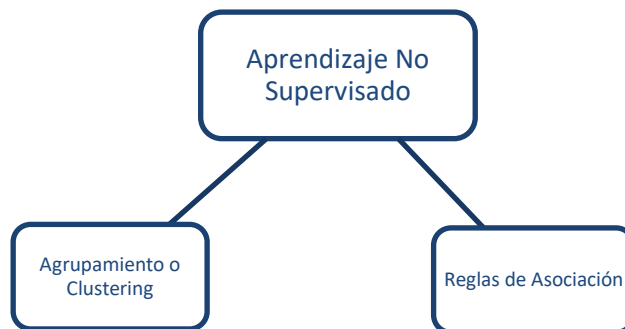 Aprendizaje No
Supervisado
Agrupamiento o
Clustering
Reglas de Asociación